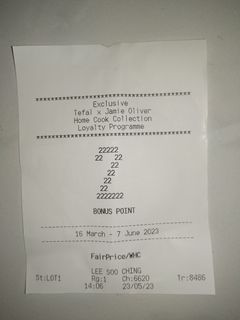 ********************************
Exclusive
Tefal x Jamie Oliver
Home Cook Collection
Loyalty Programme
********************************
22222
22 22
22
22
22
22
2222222
BONUS POINT
--------------------------------
16 March - 7 June 2023
--------------------------------
FairPrice/WHC
LEE SOO CHING
St:LOT1 Rg:1 Ch:6620 Tr:8486
14:06 23/05/23